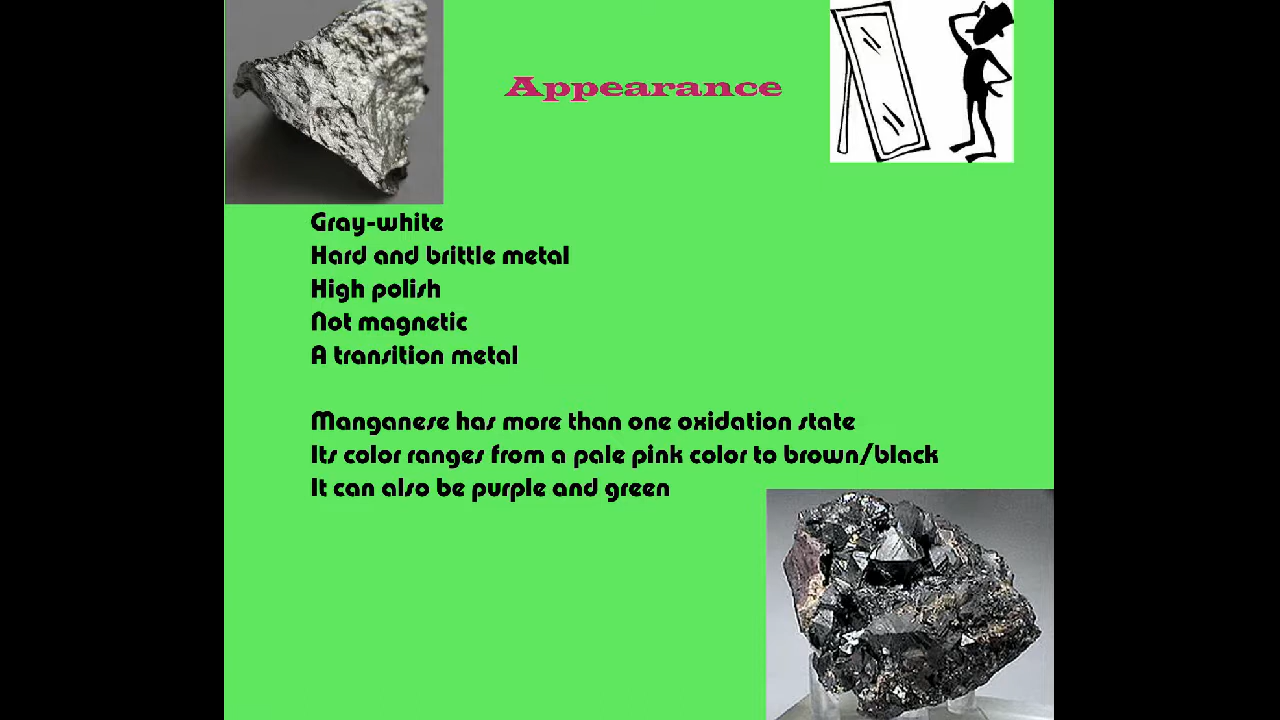 Appearance
Gray-white
Hard and brittle metal
High polish
Not magnetic
A transition metal
Manganese has more than one oxidation state
Its color ranges from a pale pink color to brown/black
It can also be purple and green